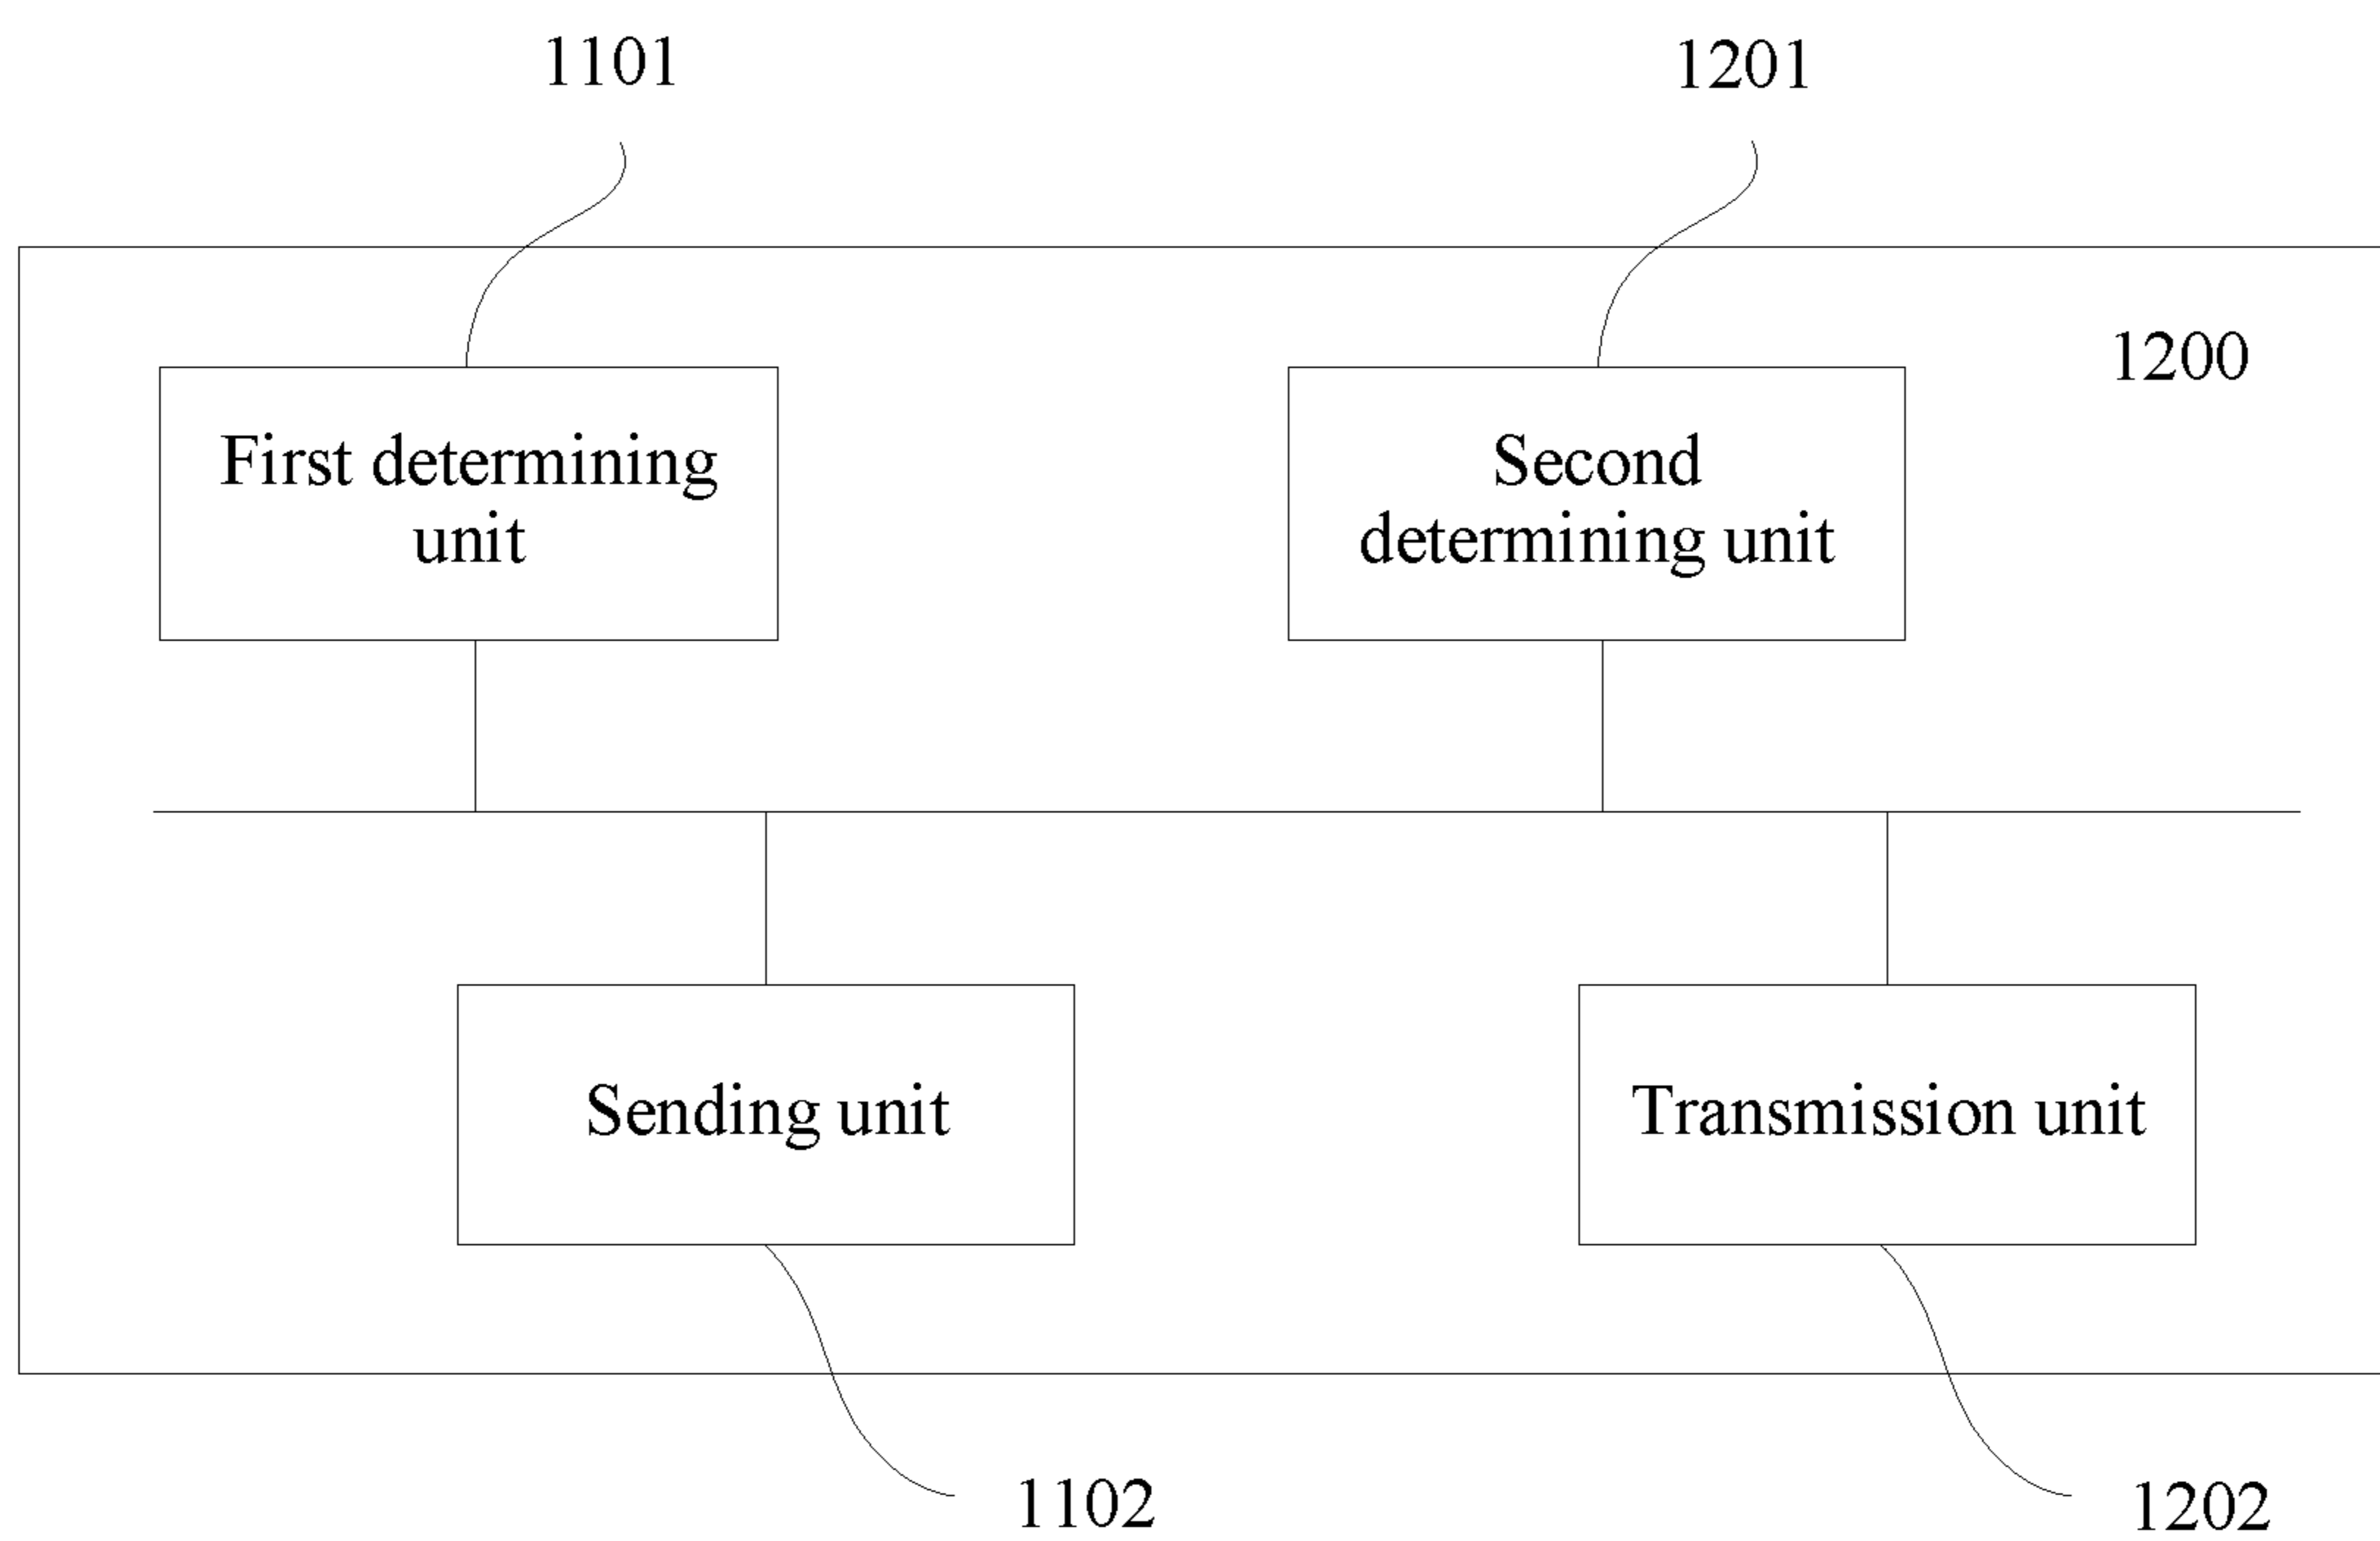 1101
1201
1200
First determining
unit
Second
determining unit
Sending unit
Transmission unit
1102
1202